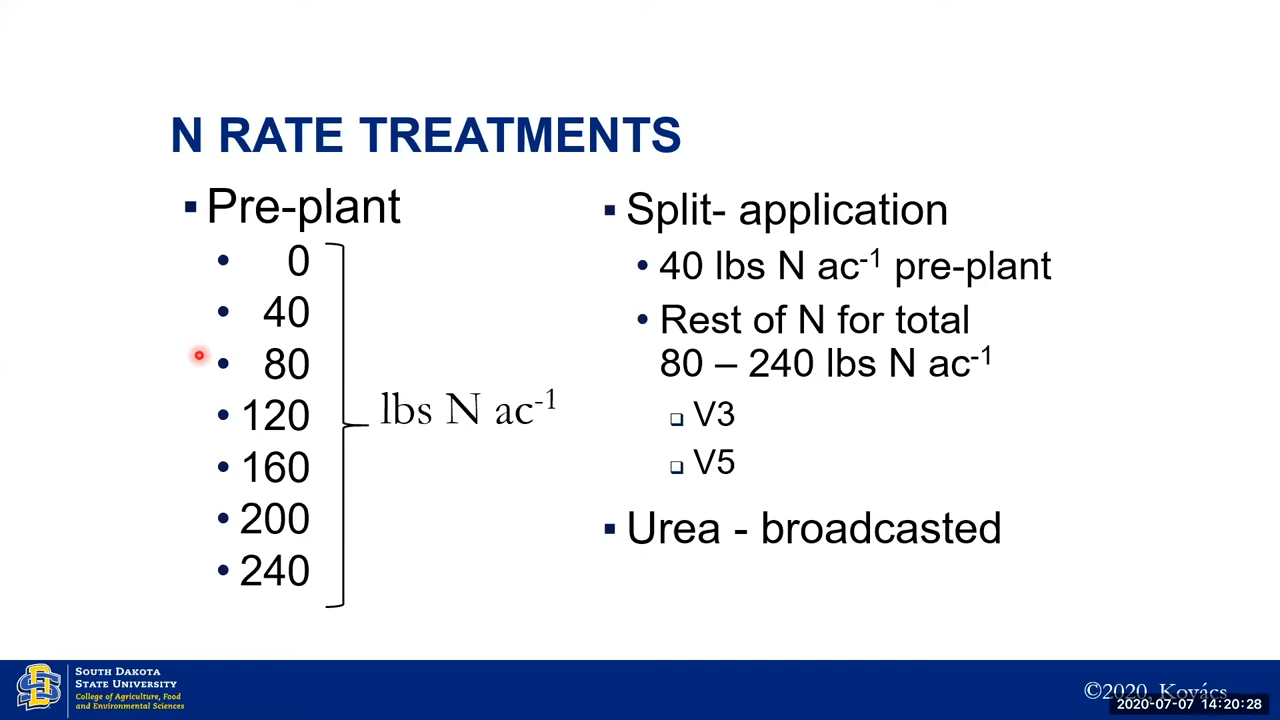 N RATE TREATMENTS
▪ Pre-plant
• 0
• 40
• 80
• 120
• 160
• 200
• 240
lbs N ac⁻¹
▪ Split- application
• 40 lbs N ac⁻¹ pre-plant
• Rest of N for total
80 – 240 lbs N ac⁻¹
❑ V3
❑ V5
▪ Urea - broadcasted
SOUTH DAKOTA
STATE UNIVERSITY
College of Agriculture, Food
and Environmental Sciences
©2020, Kovács
2020-07-07 14:20:28